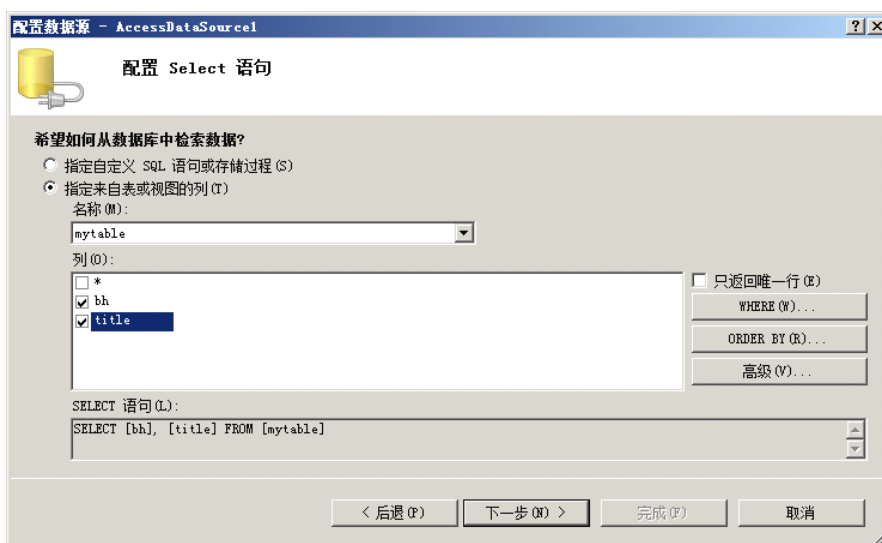 配置数据源 - AccessDataSource1
配置 Select 语句
希望如何从数据库中检索数据?
指定自定义 SQL 语句或存储过程(S)
指定来自表或视图的列(T)
名称(M):
mytable
列(O):
*
只返回唯一行(E)
bh
WHERE(W)...
title
ORDER BY(R)...
高级(V)...
SELECT 语句(L):
SELECT [bh], [title] FROM [mytable]
< 后退(P)
下一步(N) >
完成(F)
取消